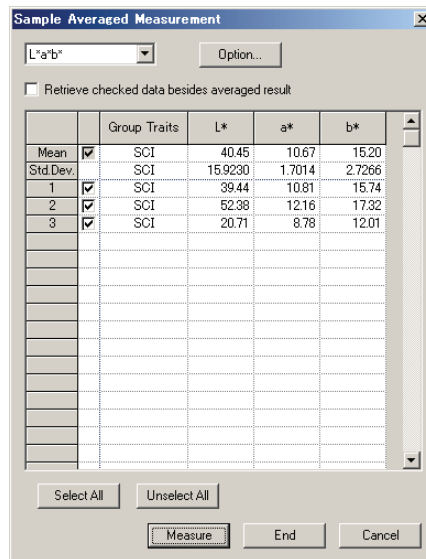 Sample Averaged Measurement
L*a*b*
Option...
Retrieve checked data besides averaged result
Group Traits L* a* b*
Mean SCI 40.45 10.67 15.20
Std.Dev. SCI 15.9230 1.7014 2.7266
1 SCI 39.44 10.81 15.74
2 SCI 52.38 12.16 17.32
3 SCI 20.71 8.78 12.01
Select All Unselect All
Measure End Cancel